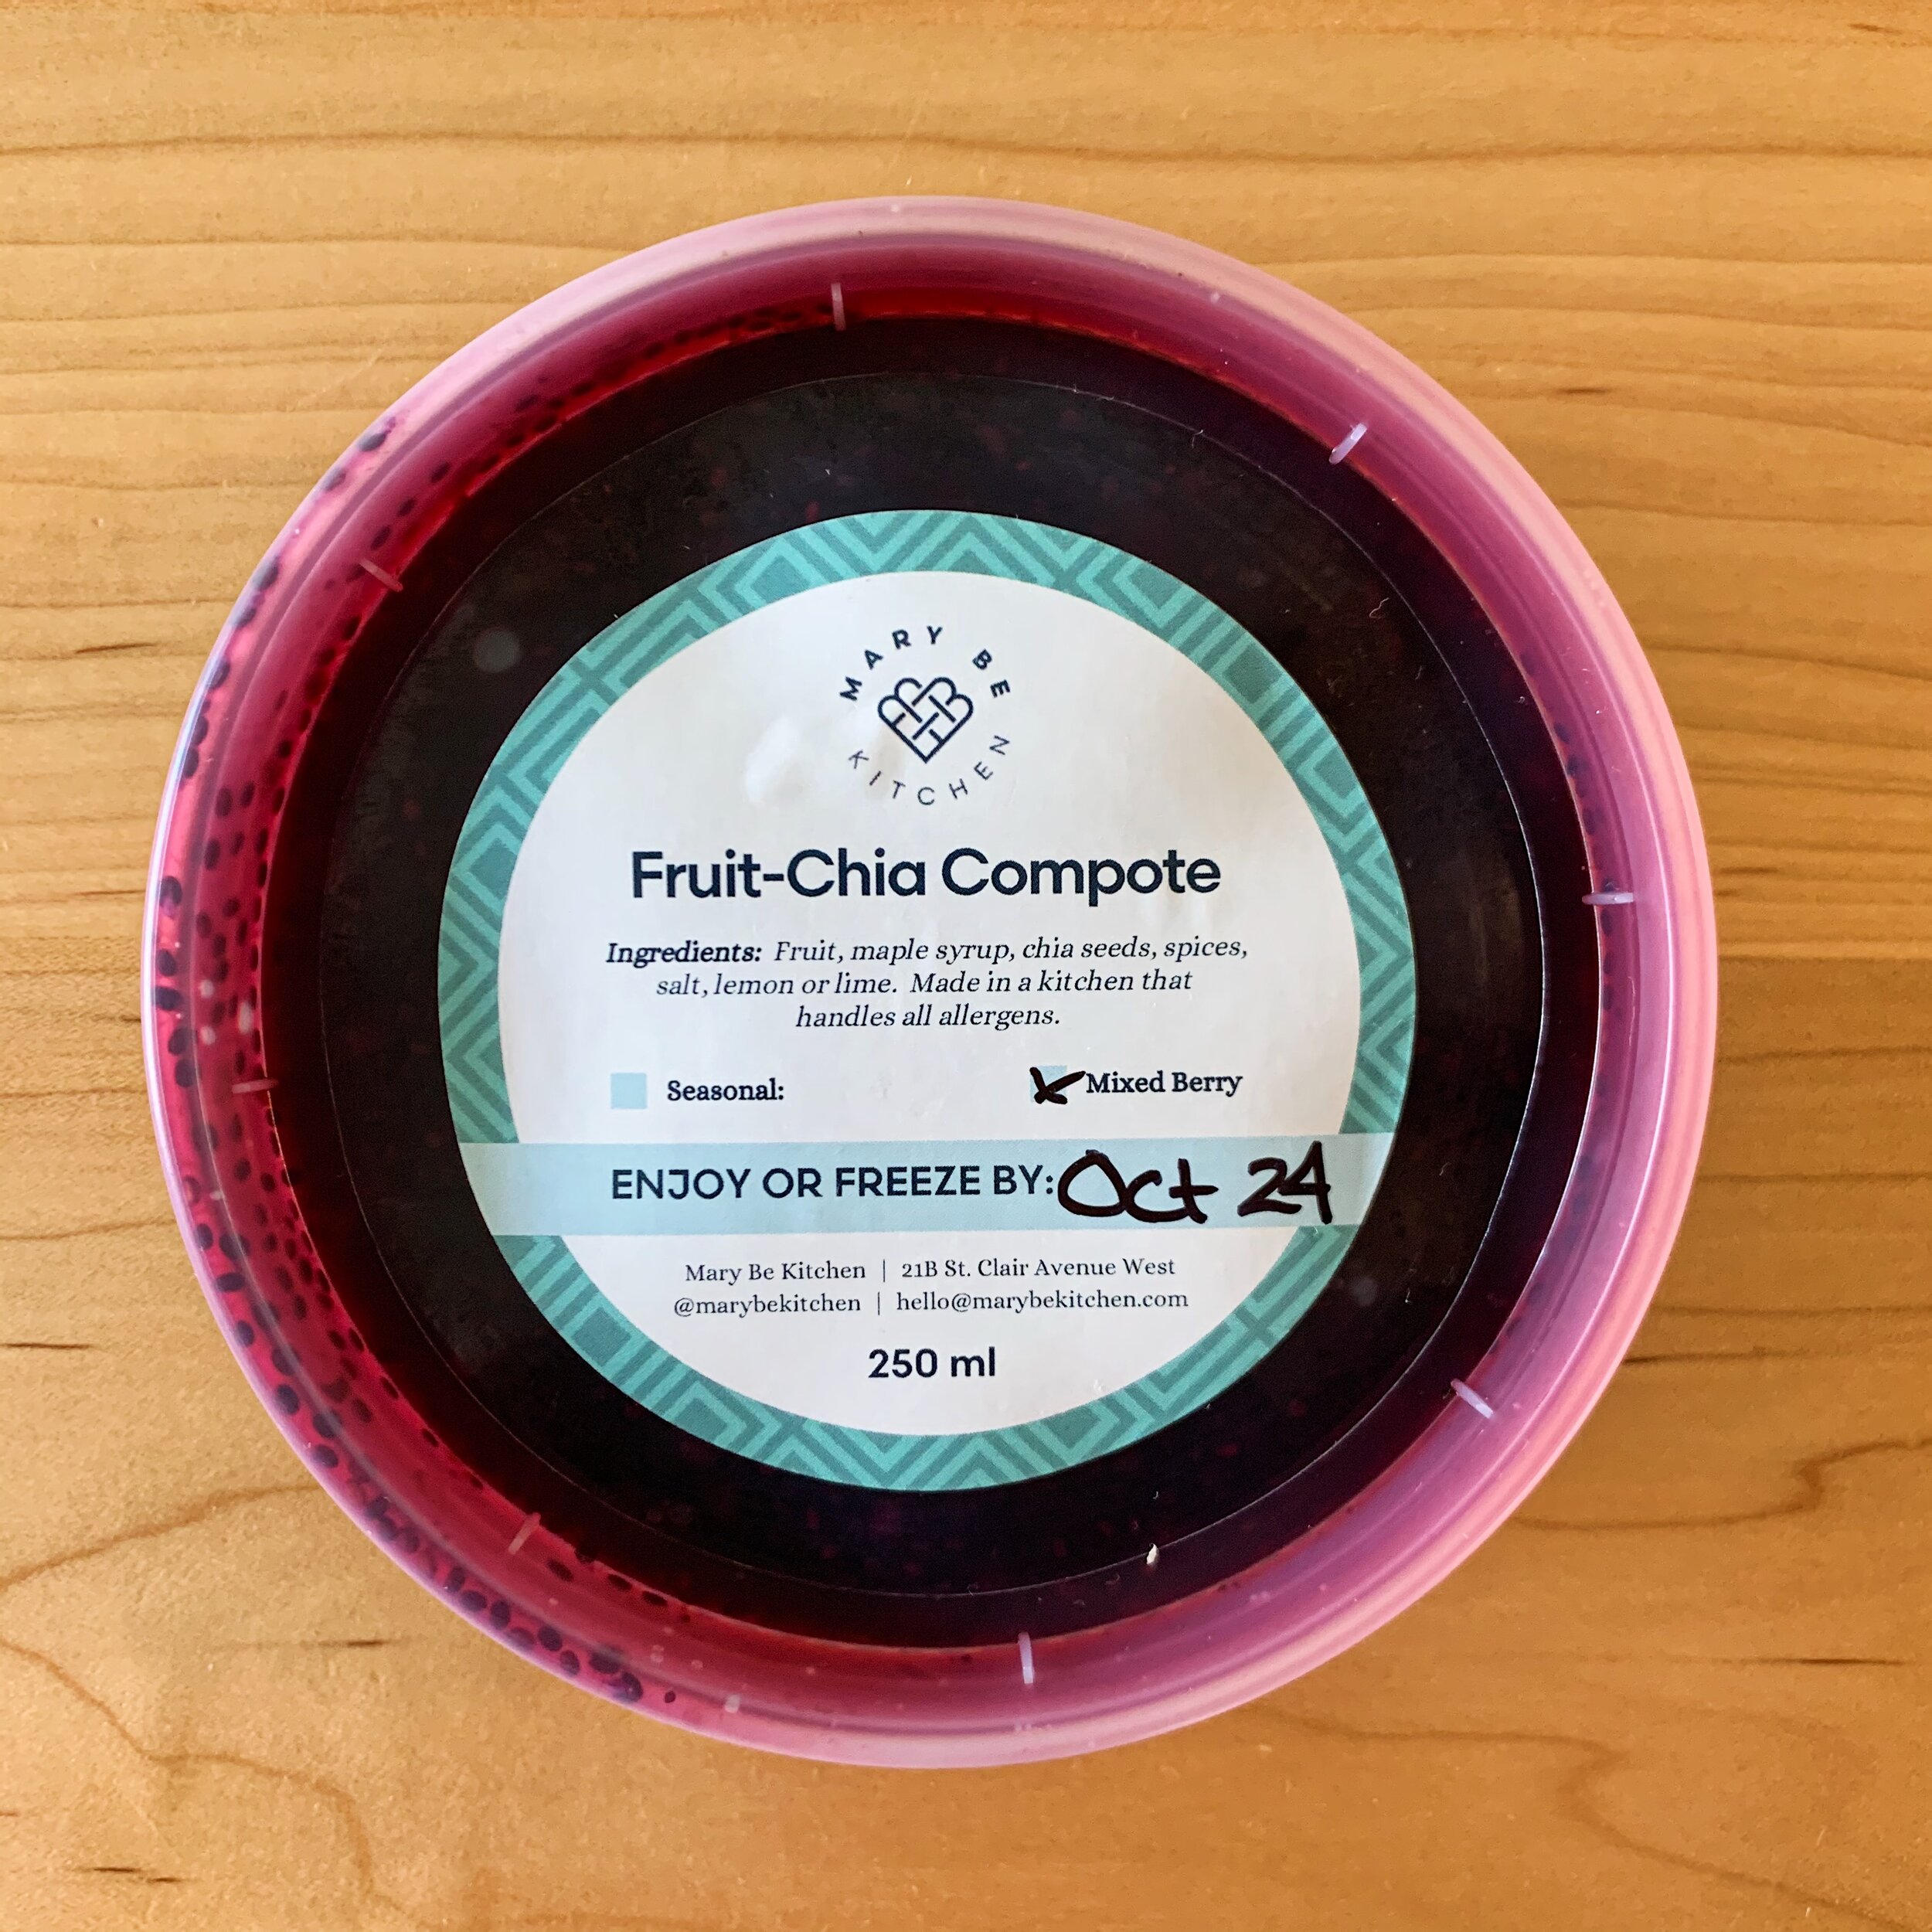 MARY BE
KITCHEN
Fruit-Chia Compote
Ingredients: Fruit, maple syrup, chia seeds, spices,
salt, lemon or lime. Made in a kitchen that
handles all allergens.
Seasonal: Mixed Berry
ENJOY OR FREEZE BY: Oct 24
Mary Be Kitchen | 21B St. Clair Avenue West
@marybekitchen | hello@marybekitchen.com
250 ml